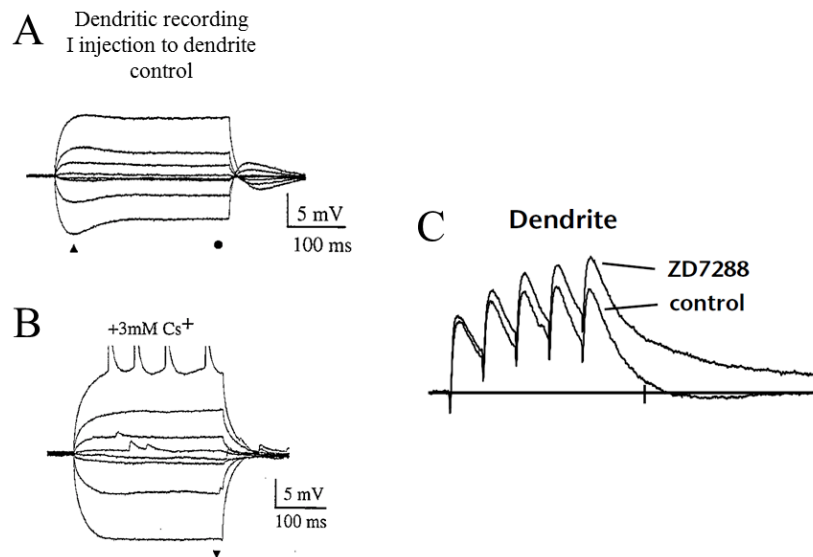 A
Dendritic recording
I injection to dendrite
control
5 mV
100 ms
B
+3mM Cs+
5 mV
100 ms
C
Dendrite
ZD7288
control